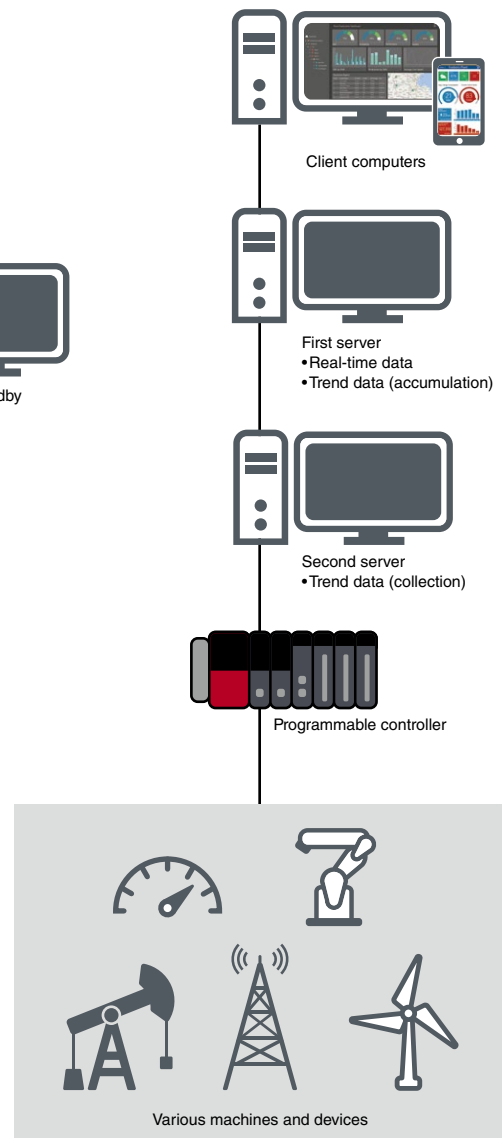 Client computers
First server
•Real-time data
•Trend data (accumulation)
dby
Second server
•Trend data (collection)
Programmable controller
Various machines and devices